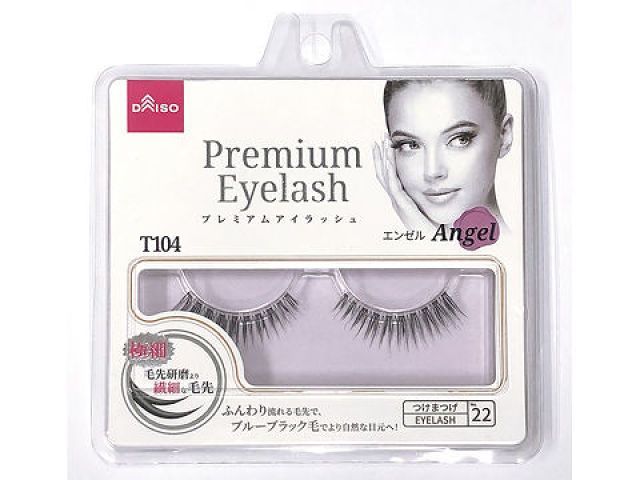 DAISO
Premium
Eyelash
プレミアムアイラッシュ
エンゼル Angel
T104
極細
毛先研磨より
繊細な毛先
ふんわり流れる毛先で、
ブルーブラック毛でより自然な目元へ!
つけまつげ
EYELASH
No.
22